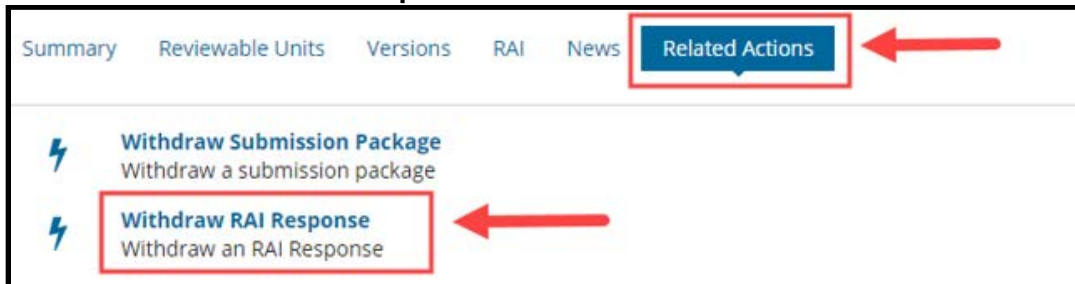 Summary Reviewable Units Versions RAI News Related Actions
Withdraw Submission Package
Withdraw a submission package
Withdraw RAI Response
Withdraw an RAI Response